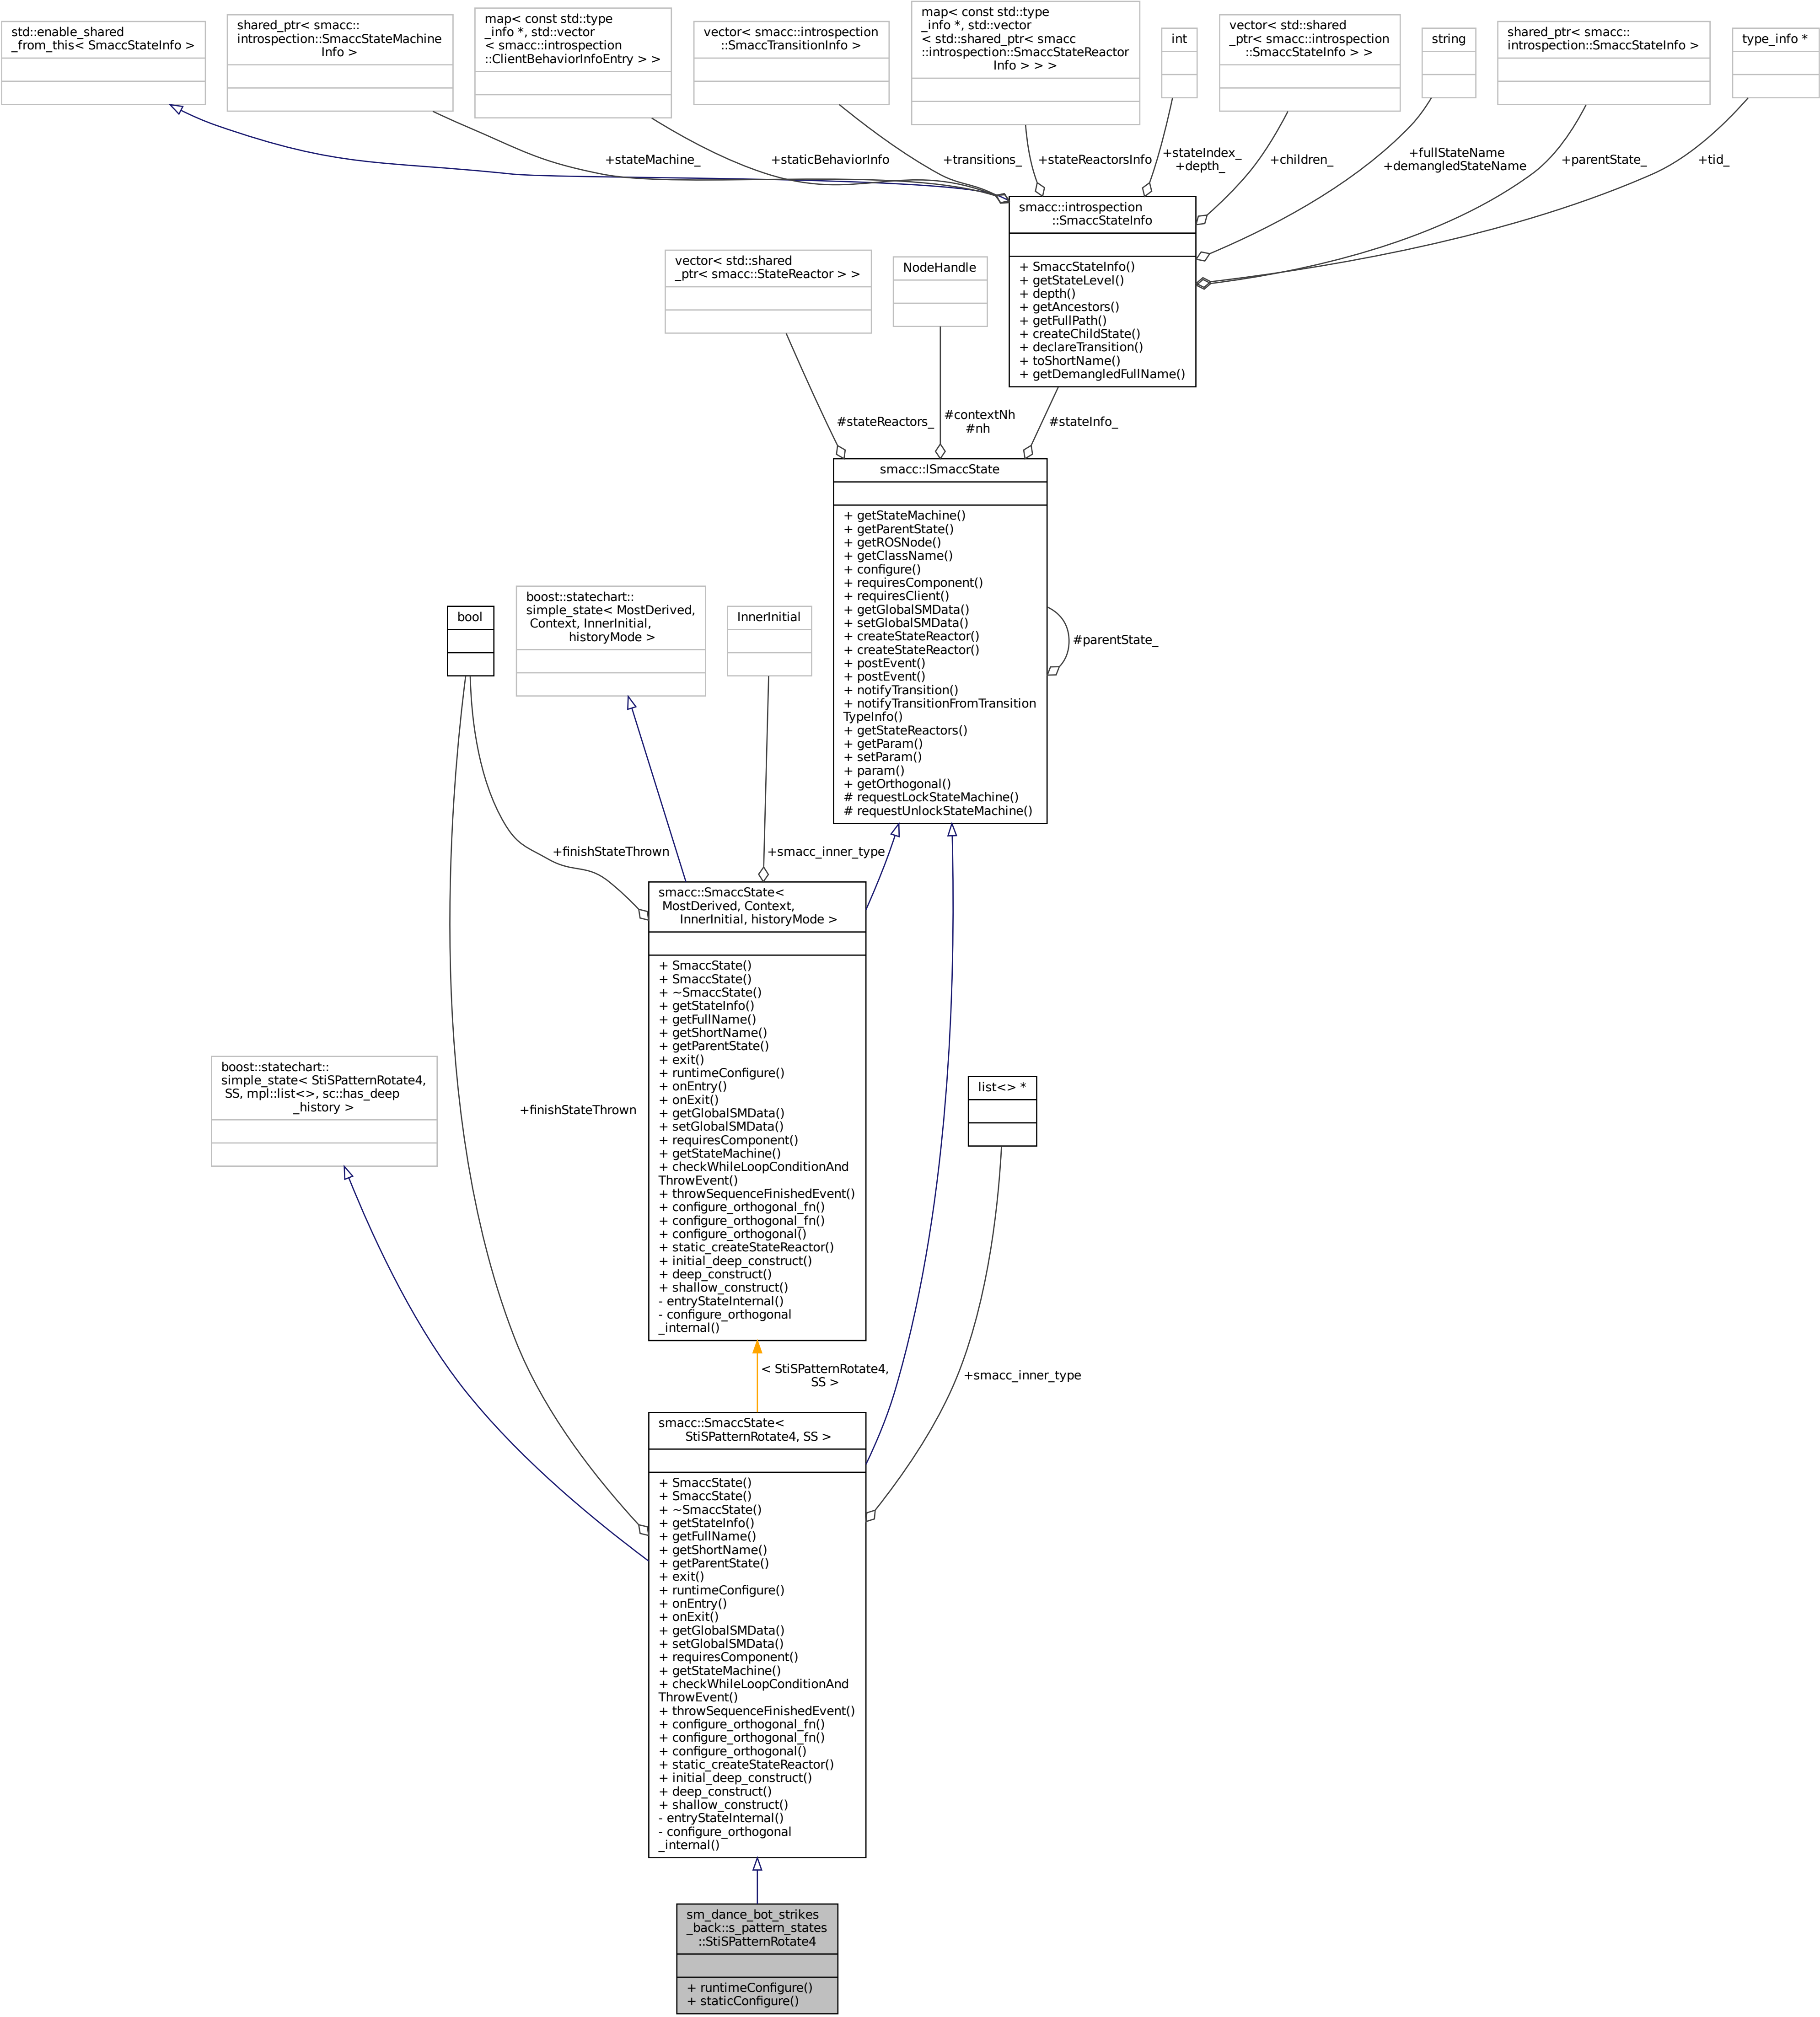 std::enable_shared
_from_this< SmaccStateInfo >
shared_ptr< smacc::
introspection::SmaccStateMachine
Info >
map< const std::type
_info *, std::vector
< smacc::introspection
::ClientBehaviorInfoEntry > >
vector< smacc::introspection
::SmaccTransitionInfo >
map< const std::type
_info *, std::vector
< std::shared_ptr< smacc
::introspection::SmaccStateReactor
Info > > >
int
vector< std::shared
_ptr< smacc::introspection
::SmaccStateInfo > >
string
shared_ptr< smacc::
introspection::SmaccStateInfo >
type_info *
+stateMachine_
+staticBehaviorInfo
+transitions_
+stateReactorsInfo
+stateIndex_
+depth_
+children_
+fullStateName
+demangledStateName
+parentState_
+tid_
smacc::introspection
::SmaccStateInfo
+ SmaccStateInfo()
+ getStateLevel()
+ depth()
+ getAncestors()
+ getFullPath()
+ createChildState()
+ declareTransition()
+ toShortName()
+ getDemangledFullName()
vector< std::shared
_ptr< smacc::StateReactor > >
NodeHandle
#stateReactors_
#contextNh
#nh
#stateInfo_
smacc::ISmaccState
+ getStateMachine()
+ getParentState()
+ getROSNode()
+ getClassName()
+ configure()
+ requiresComponent()
+ requiresClient()
+ getGlobalSMData()
+ setGlobalSMData()
+ createStateReactor()
+ createStateReactor()
+ postEvent()
+ postEvent()
+ notifyTransition()
+ notifyTransitionFromTransition
TypeInfo()
+ getStateReactors()
+ getParam()
+ setParam()
+ param()
+ getOrthogonal()
# requestLockStateMachine()
# requestUnlockStateMachine()
#parentState_
bool
boost::statechart::
simple_state< MostDerived,
Context, InnerInitial,
historyMode >
InnerInitial
+finishStateThrown
+smacc_inner_type
smacc::SmaccState<
MostDerived, Context,
InnerInitial, historyMode >
+ SmaccState()
+ SmaccState()
+ ~SmaccState()
+ getStateInfo()
+ getFullName()
+ getShortName()
+ getParentState()
+ exit()
+ runtimeConfigure()
+ onEntry()
+ onExit()
+ getGlobalSMData()
+ setGlobalSMData()
+ requiresComponent()
+ getStateMachine()
+ checkWhileLoopConditionAnd
ThrowEvent()
+ throwSequenceFinishedEvent()
+ configure_orthogonal_fn()
+ configure_orthogonal_fn()
+ configure_orthogonal()
+ static_createStateReactor()
+ initial_deep_construct()
+ deep_construct()
+ shallow_construct()
- entryStateInternal()
- configure_orthogonal
_internal()
boost::statechart::
simple_state< StiSPatternRotate4,
SS, mpl::list<>, sc::has_deep
_history >
+finishStateThrown
list<> *
< StiSPatternRotate4,
SS >
+smacc_inner_type
smacc::SmaccState<
StiSPatternRotate4, SS >
+ SmaccState()
+ SmaccState()
+ ~SmaccState()
+ getStateInfo()
+ getFullName()
+ getShortName()
+ getParentState()
+ exit()
+ runtimeConfigure()
+ onEntry()
+ onExit()
+ getGlobalSMData()
+ setGlobalSMData()
+ requiresComponent()
+ getStateMachine()
+ checkWhileLoopConditionAnd
ThrowEvent()
+ throwSequenceFinishedEvent()
+ configure_orthogonal_fn()
+ configure_orthogonal_fn()
+ configure_orthogonal()
+ static_createStateReactor()
+ initial_deep_construct()
+ deep_construct()
+ shallow_construct()
- entryStateInternal()
- configure_orthogonal
_internal()
sm_dance_bot_strikes
_back::s_pattern_states
::StiSPatternRotate4
+ runtimeConfigure()
+ staticConfigure()